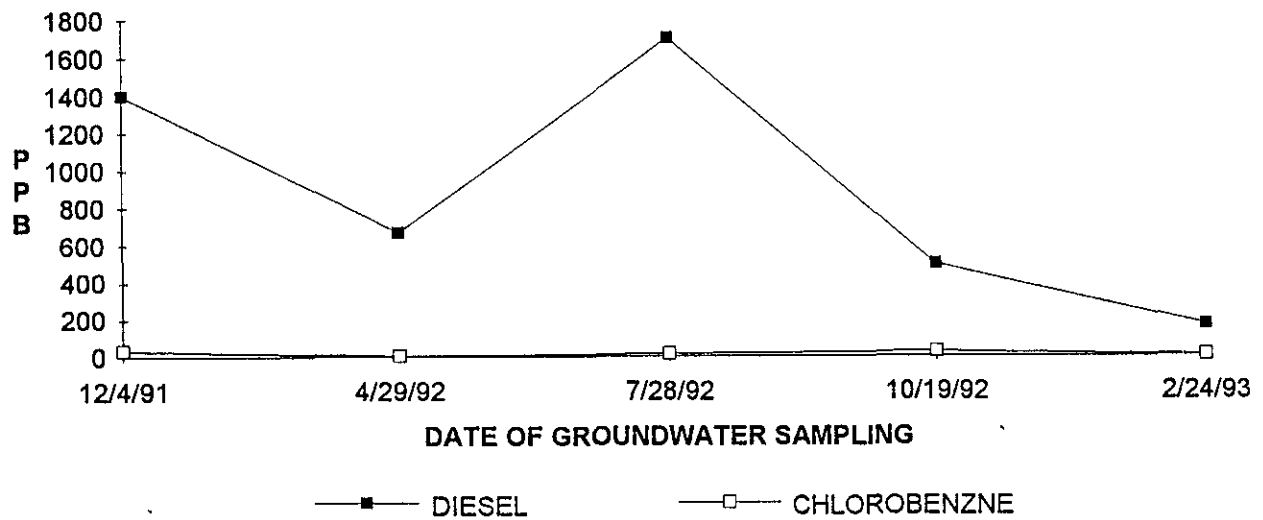 1800
1600
1400
1200
1000
800
600
400
200
0
P
P
B
12/4/91 4/29/92 7/28/92 10/19/92 2/24/93
DATE OF GROUNDWATER SAMPLING
DIESEL CHLOROBENZNE